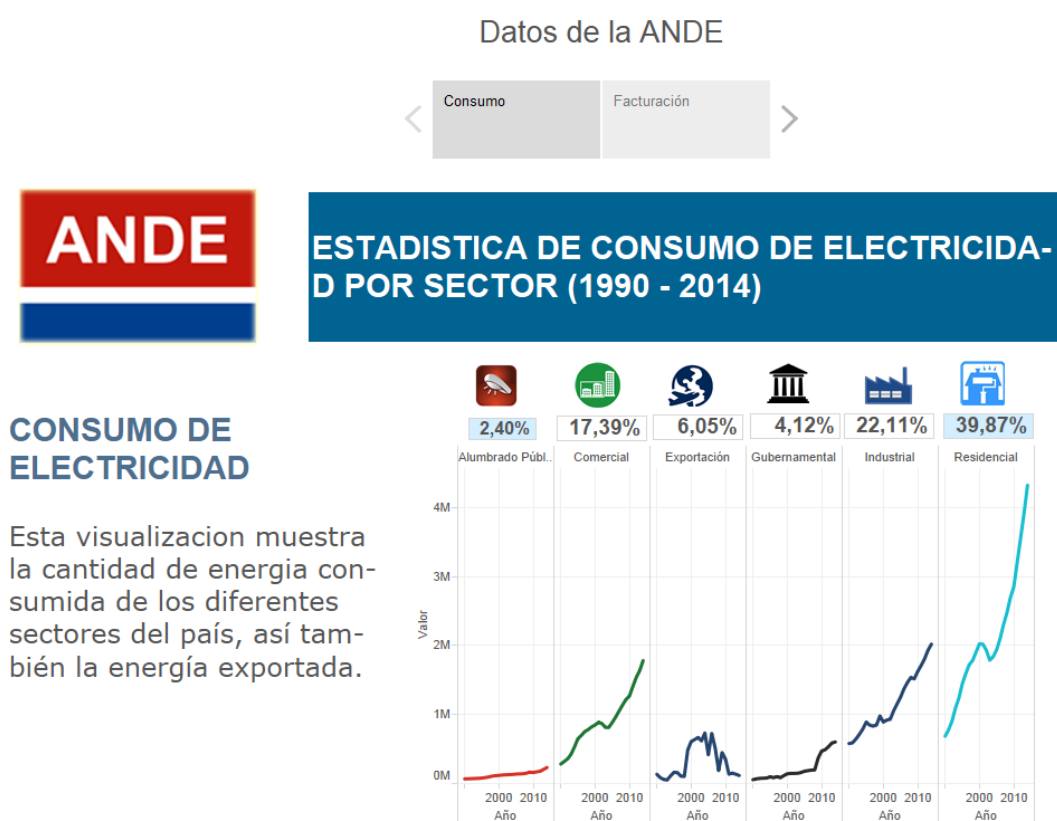 Datos de la ANDE
Consumo
Facturación
ANDE
ESTADISTICA DE CONSUMO DE ELECTRICIDA-
D POR SECTOR (1990 - 2014)
CONSUMO DE
ELECTRICIDAD
Esta visualizacion muestra
la cantidad de energia con-
sumida de los diferentes
sectores del país, así tam-
bién la energía exportada.
2,40% 17,39% 6,05% 4,12% 22,11% 39,87%
Alumbrado Públ.. Comercial Exportación Gubernamental Industrial Residencial
4M
3M
2M
1M
0M
Valor
2000 2010 2000 2010 2000 2010 2000 2010 2000 2010 2000 2010
Año Año Año Año Año Año